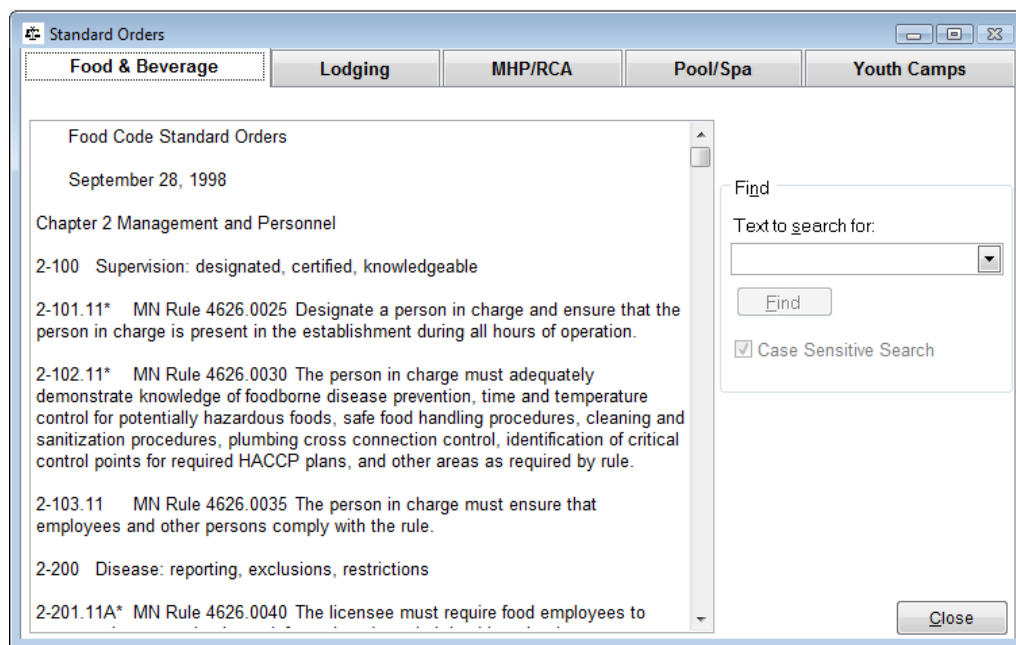 Standard Orders
Food & Beverage
Lodging
MHP/RCA
Pool/Spa
Youth Camps
Food Code Standard Orders
September 28, 1998
Chapter 2 Management and Personnel
2-100 Supervision: designated, certified, knowledgeable
2-101.11* MN Rule 4626.0025 Designate a person in charge and ensure that the
person in charge is present in the establishment during all hours of operation.
2-102.11* MN Rule 4626.0030 The person in charge must adequately
demonstrate knowledge of foodborne disease prevention, time and temperature
control for potentially hazardous foods, safe food handling procedures, cleaning and
sanitization procedures, plumbing cross connection control, identification of critical
control points for required HACCP plans, and other areas as required by rule.
2-103.11 MN Rule 4626.0035 The person in charge must ensure that
employees and other persons comply with the rule.
2-200 Disease: reporting, exclusions, restrictions
2-201.11A* MN Rule 4626.0040 The licensee must require food employees to
Find
Text to search for:
Find
Case Sensitive Search
Close